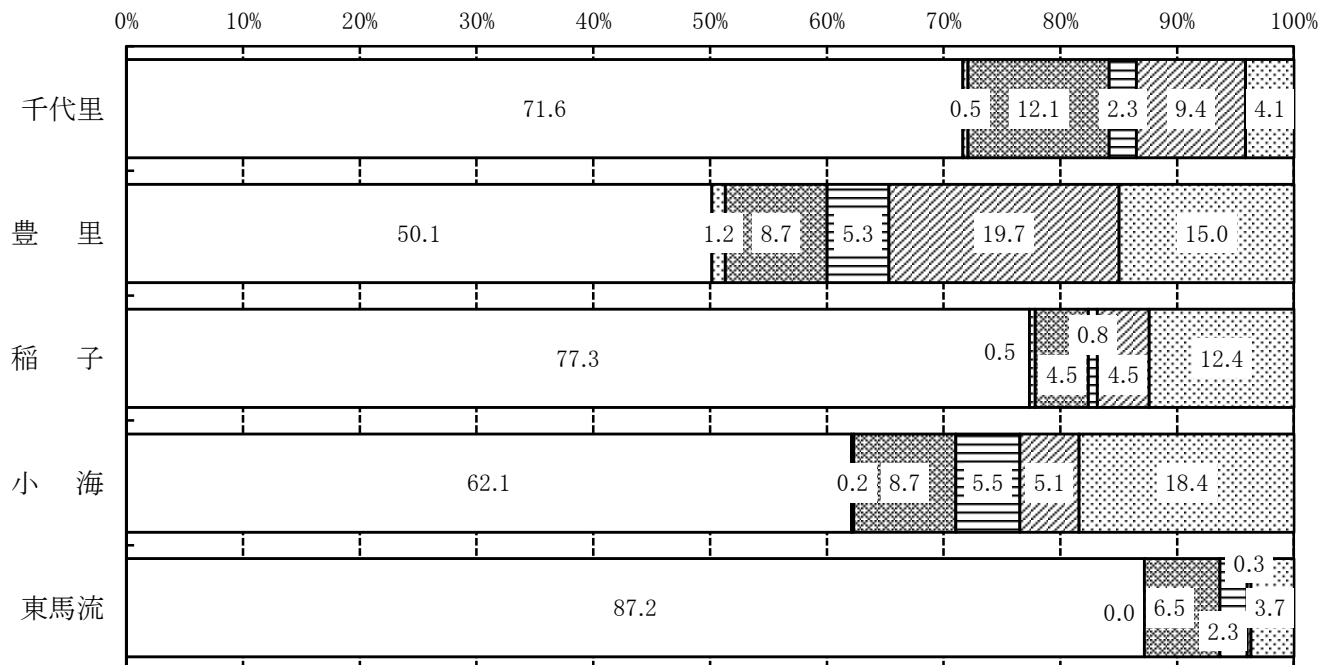 0% 10% 20% 30% 40% 50% 60% 70% 80% 90% 100%
千代里 71.6 0.5 12.1 2.3 9.4 4.1
豊 里 50.1 1.2 8.7 5.3 19.7 15.0
稲 子 77.3 0.5 4.5 0.8 4.5 12.4
小 海 62.1 0.2 8.7 5.5 5.1 18.4
東馬流 87.2 0.0 6.5 2.3 0.3 3.7